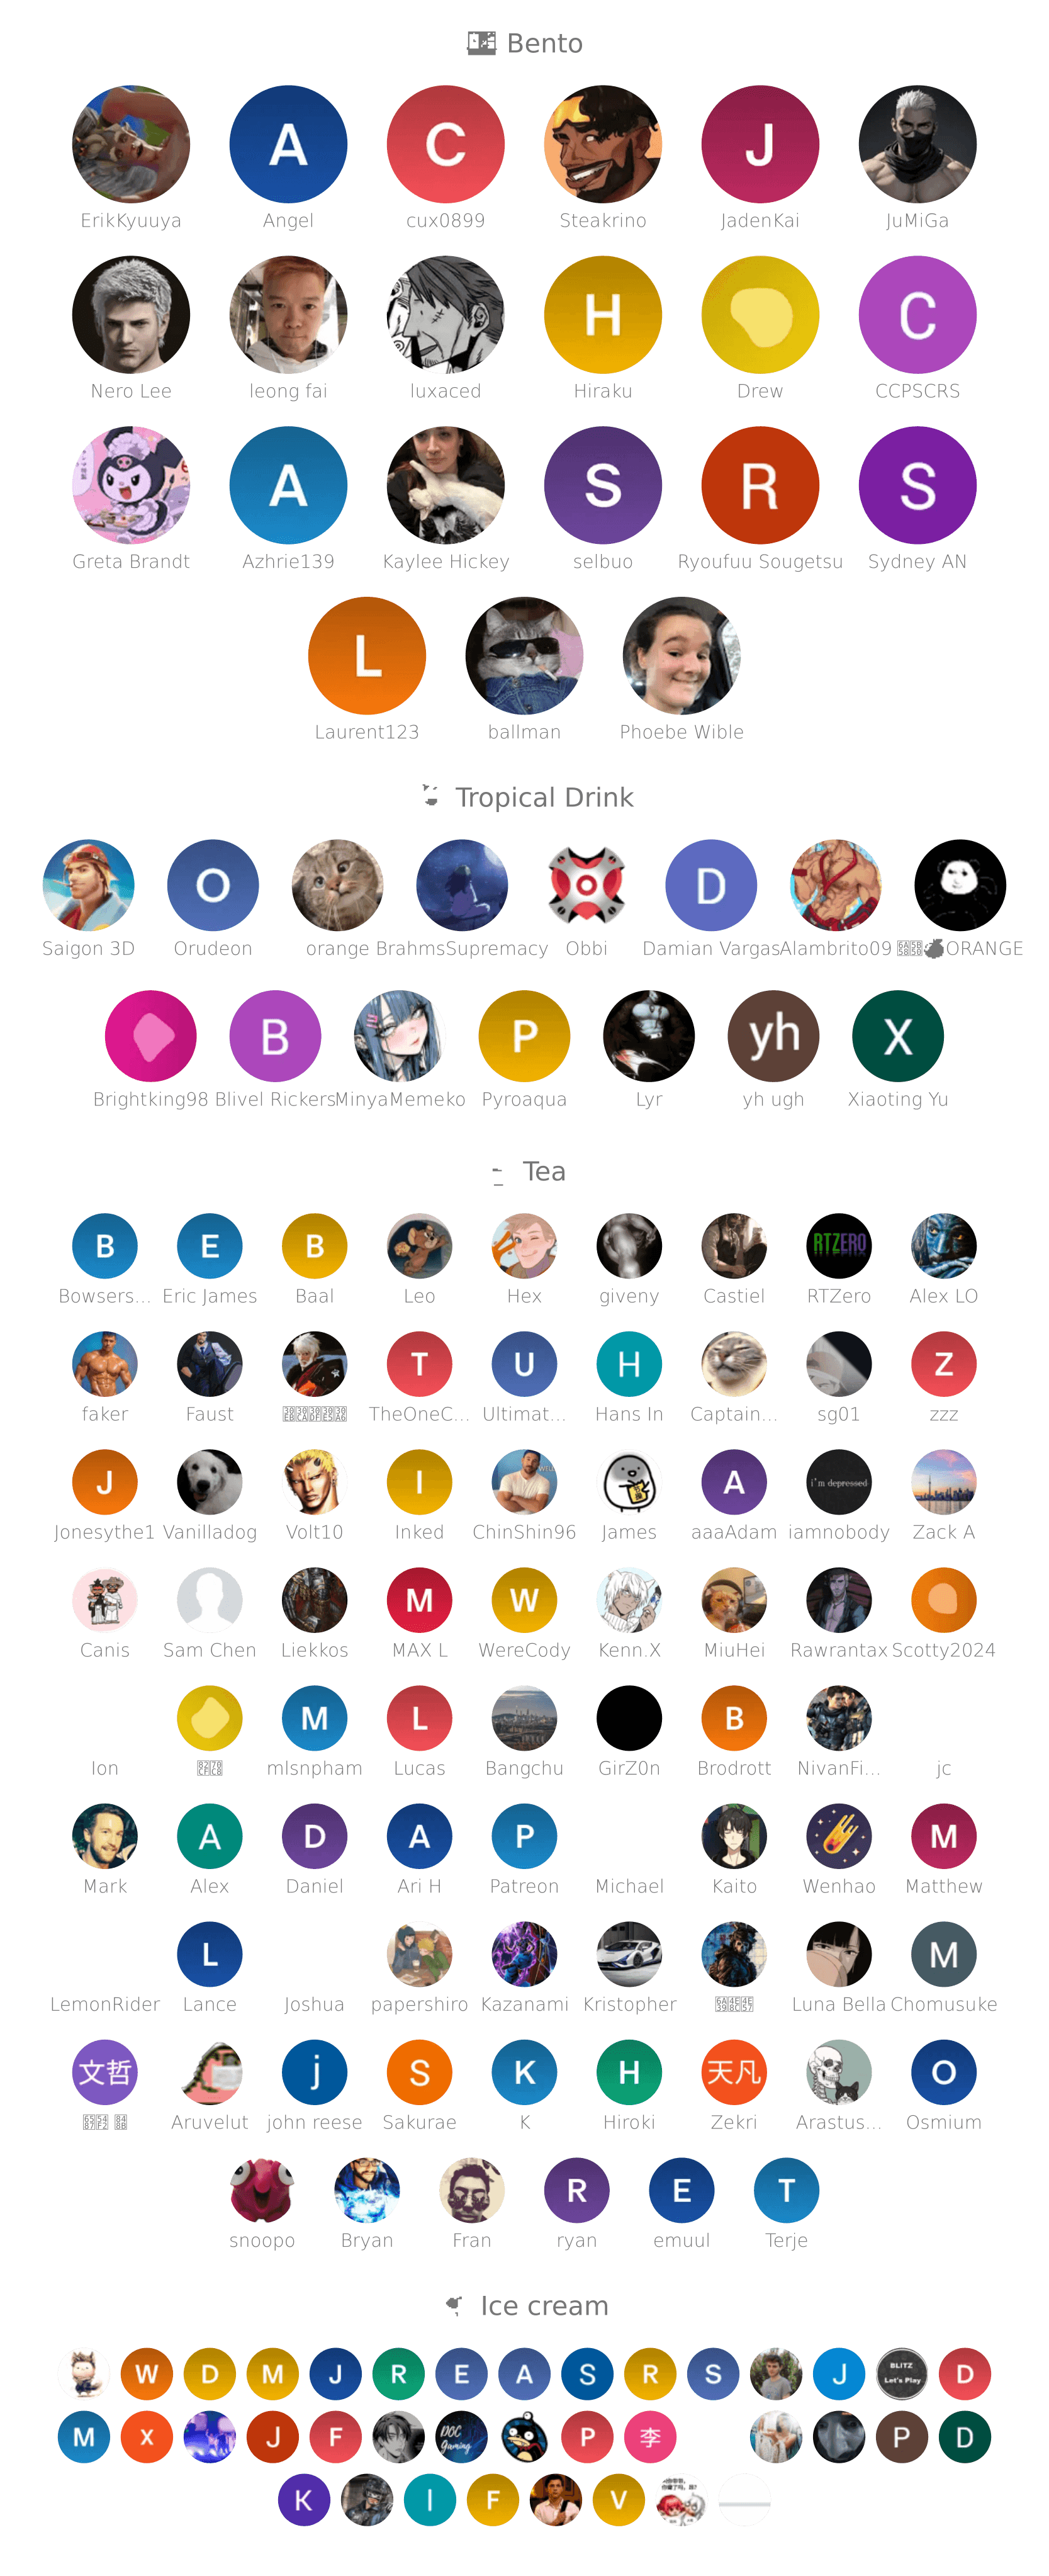 Bento
A C J
ErikKyuuya Angel cux0899 Steakrino JadenKai JuMiGa
H C
Nero Lee leong fai luxaced Hiraku Drew CCPSCRS
A S R S
Greta Brandt Azhrie139 Kaylee Hickey selbuo Ryoufuu Sougetsu Sydney AN
L
Laurent123 ballman Phoebe Wible
Tropical Drink
O D
Saigon 3D Orudeon orange BrahmsSupremacy Obbi Damian Vargas Alambrito09 ORANGE
B P yh X
Brightking98 Blivel Rickers MinyaMemeko Pyroaqua Lyr yh ugh Xiaoting Yu
Tea
B E B RTZERO
Bowsers... Eric James Baal Leo Hex giveny Castiel RTZero Alex LO
T U H Z
faker Faust TheOneC... Ultimat... Hans In Captain... sg01 zzz
J I A i'm depressed
Jonesythe1 Vanilladog Volt10 Inked ChinShin96 James aaaAdam iamnobody Zack A
M W
Canis Sam Chen Liekkos MAX L WereCody Kenn.X MiuHei Rawrantax Scotty2024
M L B
Ion mlsnpham Lucas Bangchu GirZ0n Brodrott NivanFi... jc
A D A P M
Mark Alex Daniel Ari H Patreon Michael Kaito Wenhao Matthew
L M
LemonRider Lance Joshua papershiro Kazanami Kristopher Luna Bella Chomusuke
文哲 j S K H 天凡 O
Aruvelut john reese Sakurae K Hiroki Zekri Arastus... Osmium
R E T
snoopo Bryan Fran ryan emuul Terje
Ice cream
W D M J R E A S R S J BLITZ Let's Play D
M X J F DOC Gaming P 李 P D
K I F V